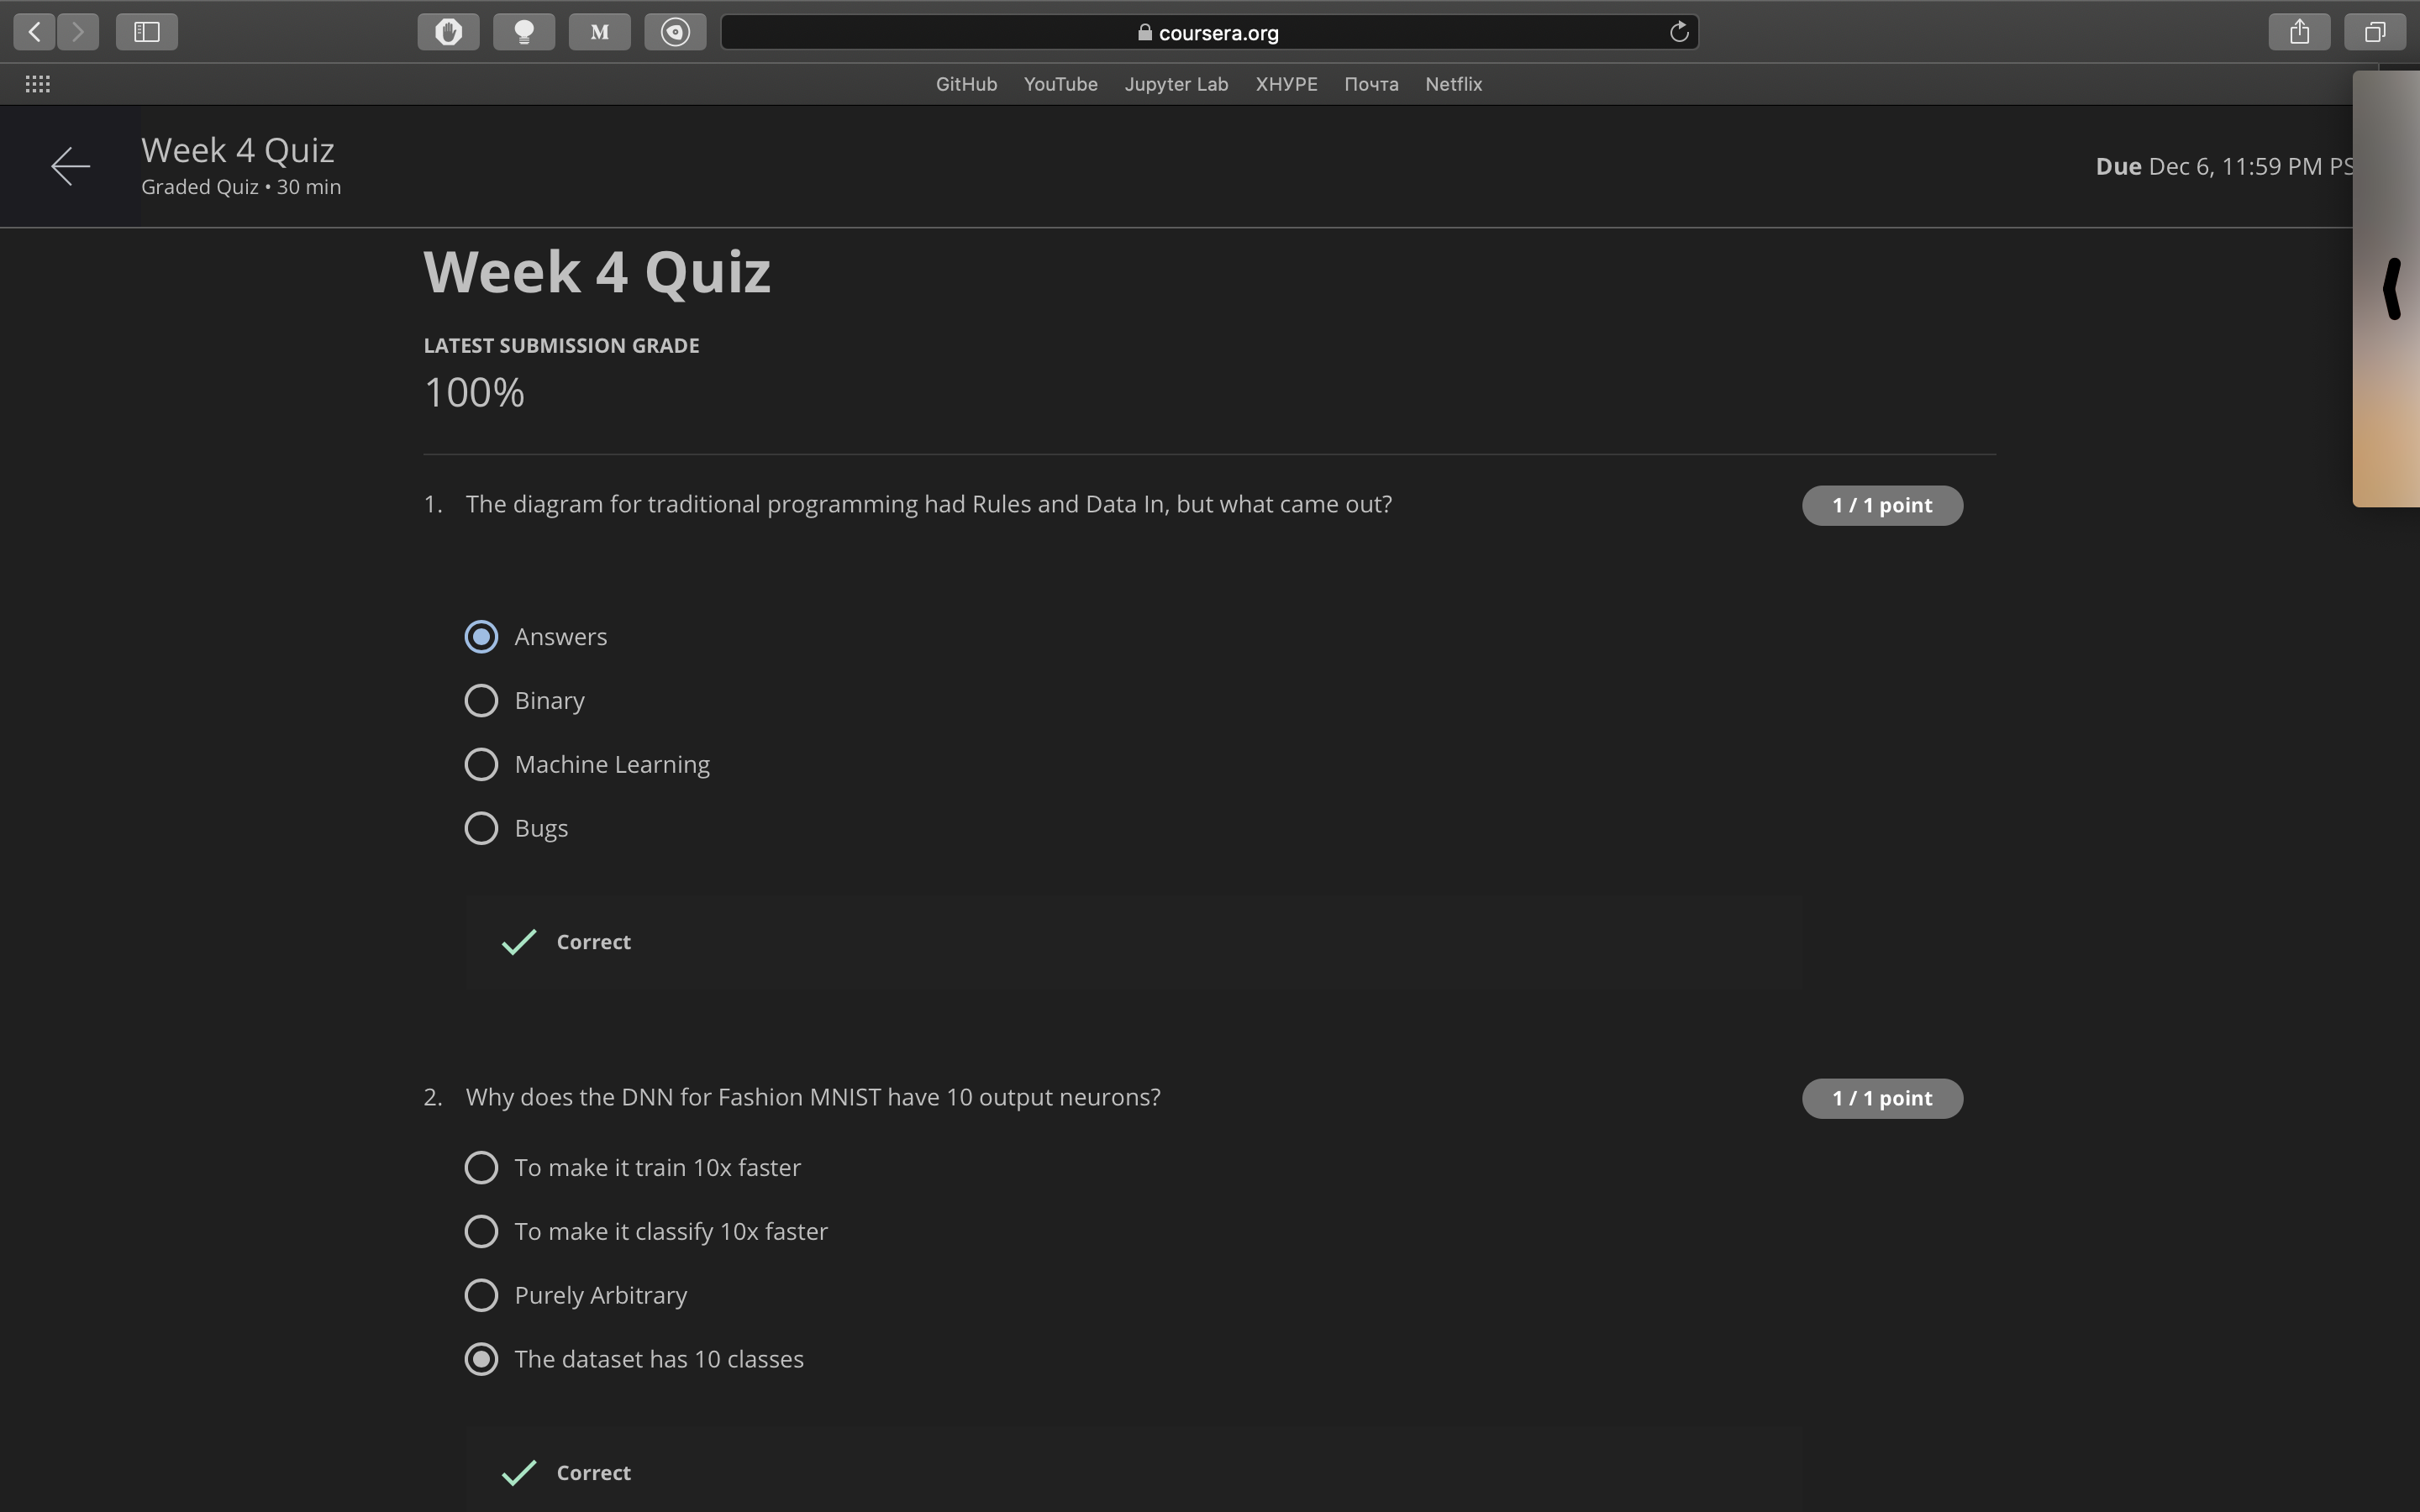 M
coursera.org
GitHub YouTube Jupyter Lab ХНУРЕ Почта Netflix
Week 4 Quiz
Graded Quiz • 30 min
Due Dec 6, 11:59 PM
Week 4 Quiz
LATEST SUBMISSION GRADE
100%
1. The diagram for traditional programming had Rules and Data In, but what came out?
1 / 1 point
Answers
Binary
Machine Learning
Bugs
Correct
2. Why does the DNN for Fashion MNIST have 10 output neurons?
1 / 1 point
To make it train 10x faster
To make it classify 10x faster
Purely Arbitrary
The dataset has 10 classes
Correct